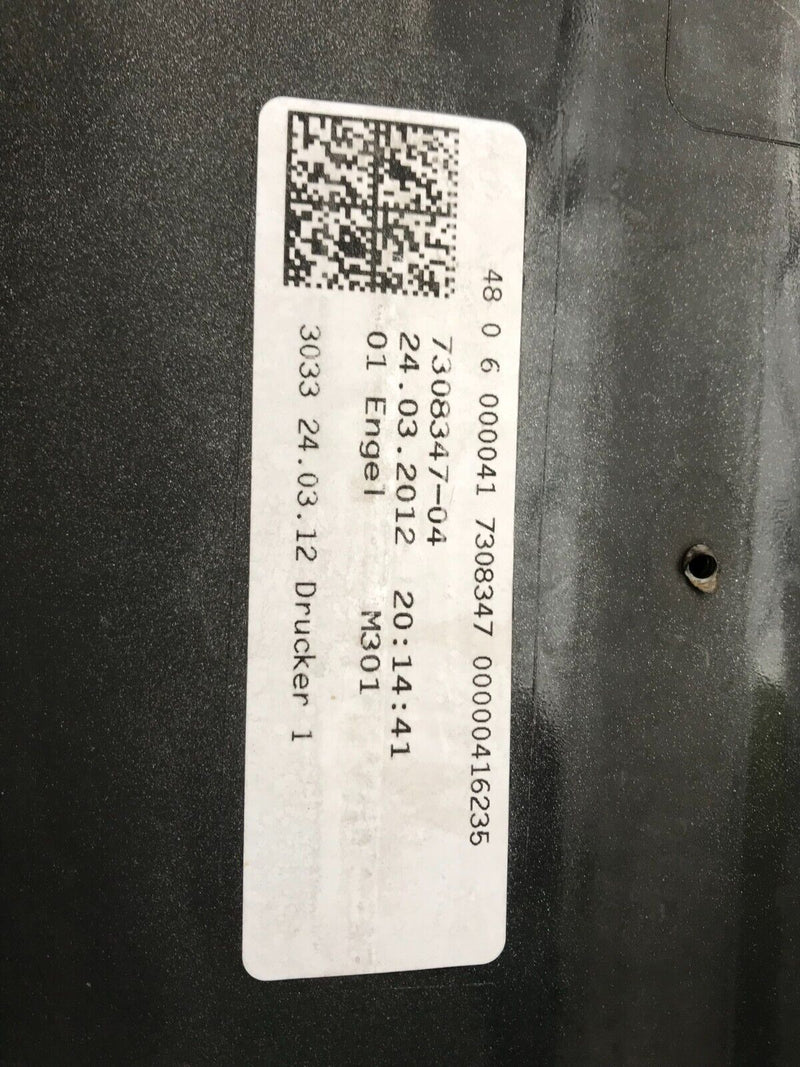 48 0 6 000041 7308347 00000416235
7308347-04
24.03.2012 20:14:41
01 Engel M301
3033 24.03.12 Drucker 1